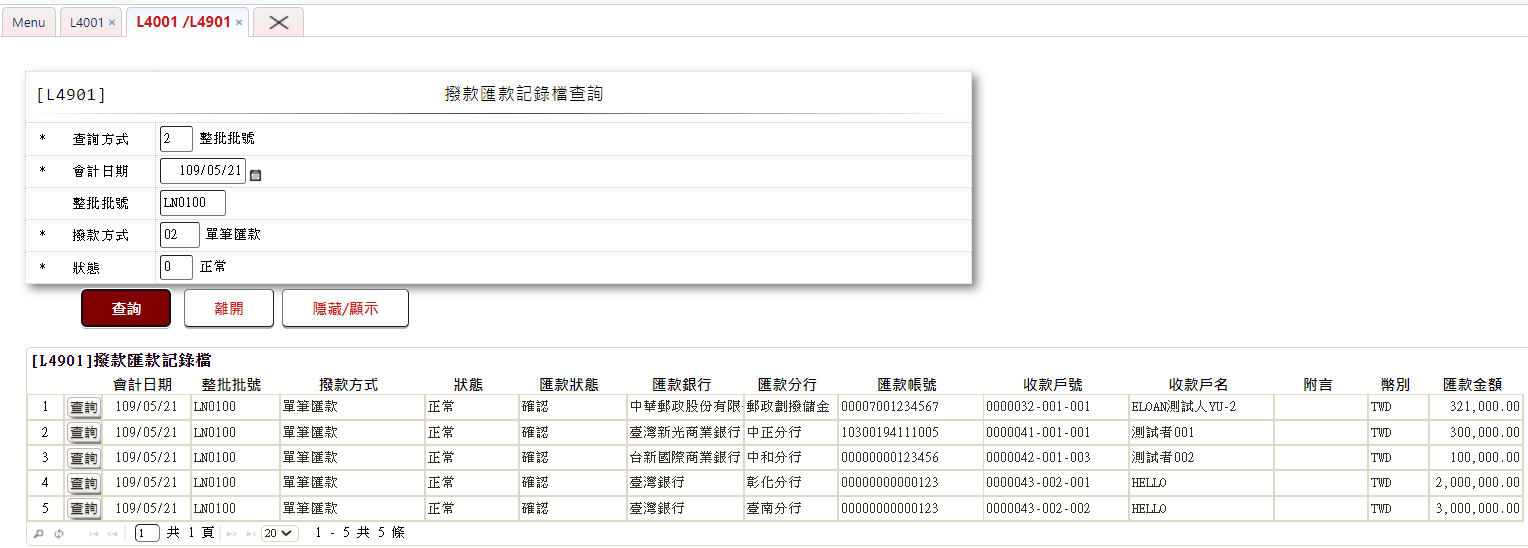 Menu L4001 × L4001 /L4901 ×
[L4901] 撥款匯款記錄檔查詢
* 查詢方式 2 整批批號
* 會計日期 109/05/21
整批批號 LN0100
* 撥款方式 02 單筆匯款
* 狀態 0 正常
查詢 離開 隱藏/顯示
[L4901]撥款匯款記錄檔
會計日期 整批批號 撥款方式 狀態 匯款狀態 匯款銀行 匯款分行 匯款帳號 收款戶號 收款戶名 附言 幣別 匯款金額
1 查詢 109/05/21 LN0100 單筆匯款 正常 確認 中華郵政股份有限 郵政劃撥儲金 00007001234567 0000032-001-001 ELOAN測試人YU-2 TWD 321,000.00
2 查詢 109/05/21 LN0100 單筆匯款 正常 確認 臺灣新光商業銀行 中正分行 10300194111005 0000041-001-001 測試者001 TWD 300,000.00
3 查詢 109/05/21 LN0100 單筆匯款 正常 確認 台新國際商業銀行 中和分行 00000000123456 0000042-001-003 測試者002 TWD 100,000.00
4 查詢 109/05/21 LN0100 單筆匯款 正常 確認 臺灣銀行 彰化分行 00000000000123 0000043-002-001 HELLO TWD 2,000,000.00
5 查詢 109/05/21 LN0100 單筆匯款 正常 確認 臺灣銀行 臺南分行 00000000000123 0000043-002-002 HELLO TWD 3,000,000.00
1 共 1 頁 20 1 - 5 共 5 條